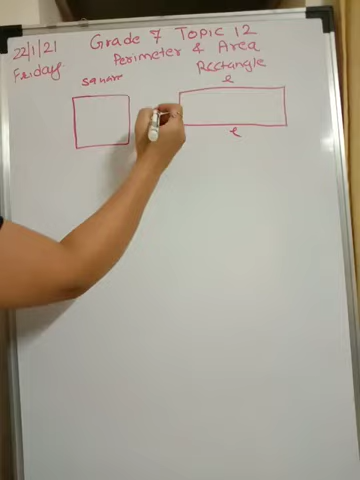 22/1/21
Friday
Grade 7 TOPIC 12
Perimeter & Area
Square
Rectangle
l
l